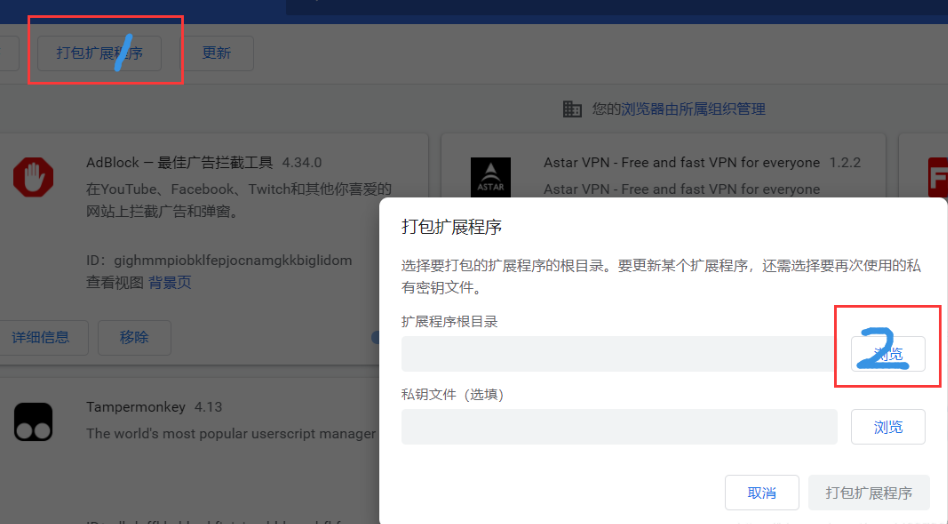 打包扩展程序
1
更新
您的浏览器由所属组织管理
AdBlock — 最佳广告拦截工具 4.34.0
在YouTube、Facebook、Twitch和其他你喜爱的
网站上拦截广告和弹窗。
ID：gighmmpiobklfepjocnamgkkbiglidom
查看视图 背景页
详细信息
移除
ASTAR
Astar VPN - Free and fast VPN for everyone 1.2.2
Astar VPN - Free and fast VPN for everyone
F
Tampermonkey 4.13
The world's most popular userscript manager
打包扩展程序
选择要打包的扩展程序的根目录。要更新某个扩展程序，还需选择要再次使用的私
有密钥文件。
扩展程序根目录
浏览
2
私钥文件（选填）
浏览
取消
打包扩展程序